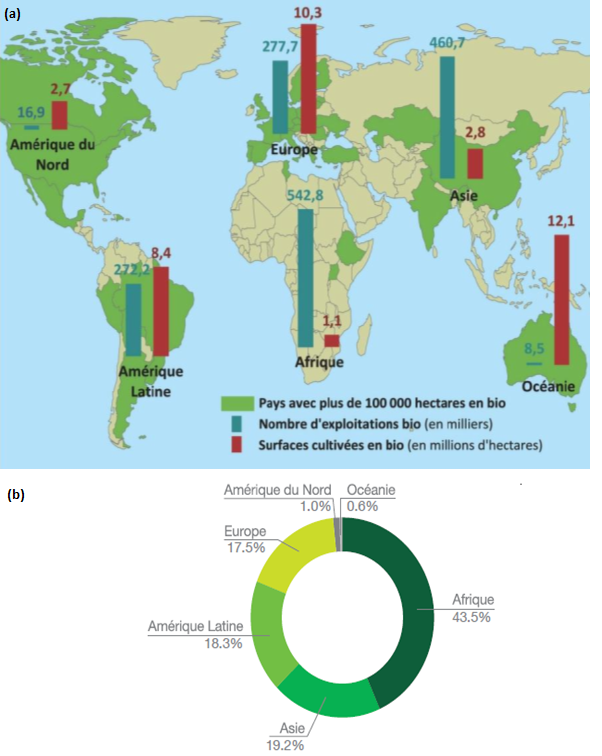 (a)
10,3
277,7
460,7
2,7
16,9
Amérique du
Nord
Europe
2,8
Asie
542,8
12,1
8,4
272,2
1,1
8,5
Afrique
Amérique
Latine
Océanie
Pays avec plus de 100 000 hectares en bio
Nombre d'exploitations bio (en milliers)
Surfaces cultivées en bio (en millions d'hectares)
(b)
Amérique du Nord
1.0%
Océanie
0.6%
Europe
17.5%
Afrique
43.5%
Amérique Latine
18.3%
Asie
19.2%